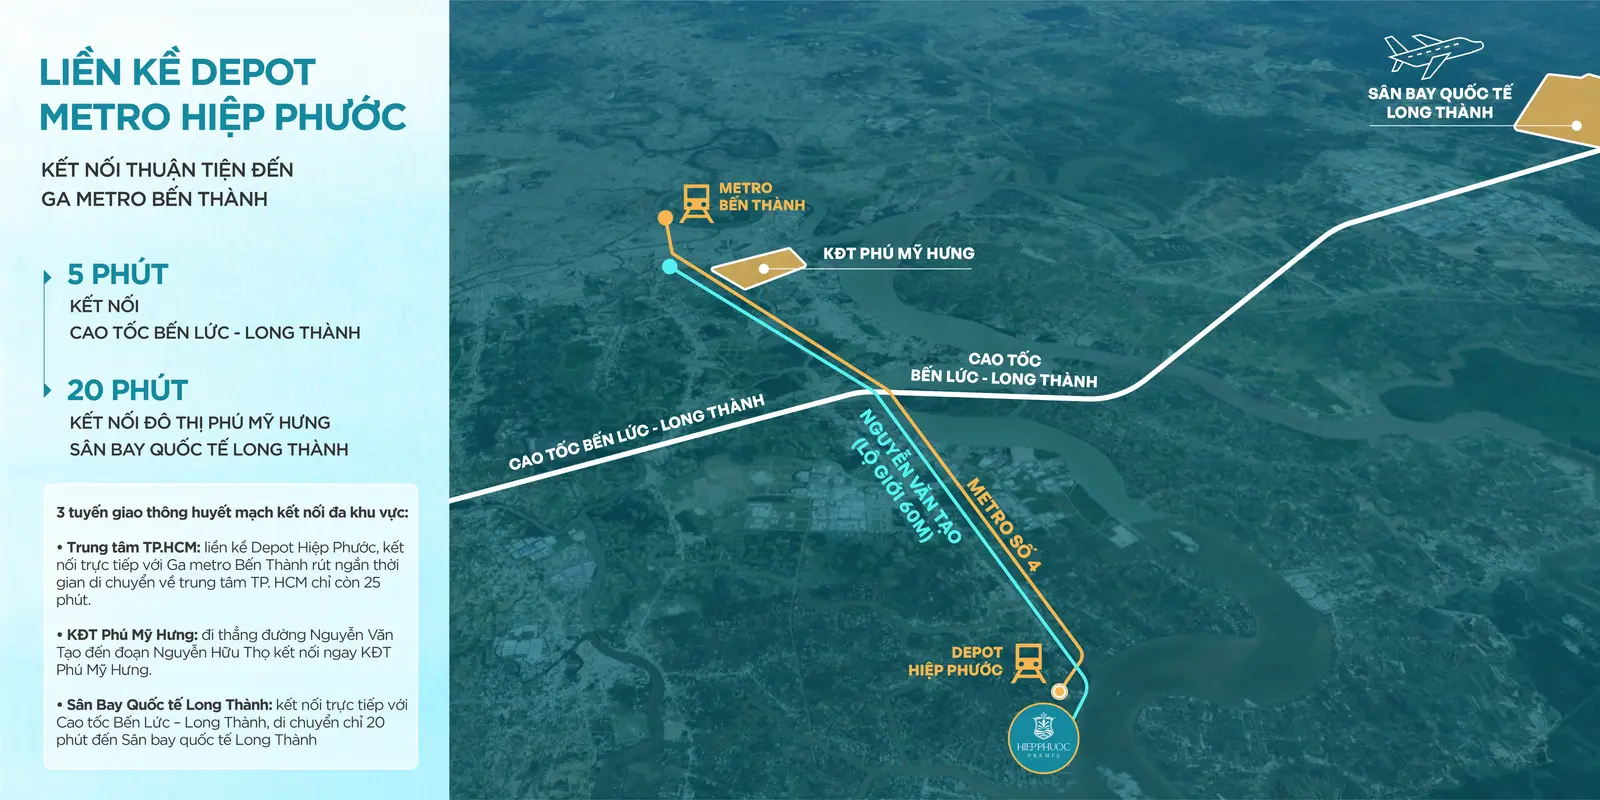 LIỀN KỀ DEPOT
METRO HIỆP PHƯỚC
KẾT NỐI THUẬN TIỆN ĐẾN
GA METRO BẾN THÀNH
5 PHÚT
KẾT NỐI
CAO TỐC BẾN LỨC - LONG THÀNH
20 PHÚT
KẾT NỐI ĐÔ THỊ PHÚ MỸ HƯNG
SÂN BAY QUỐC TẾ LONG THÀNH
3 tuyến giao thông huyết mạch kết nối đa khu vực:
• Trung tâm TP.HCM: liền kề Depot Hiệp Phước, kết
nối trực tiếp với Ga metro Bến Thành rút ngắn thời
gian di chuyển về trung tâm TP. HCM chỉ còn 25
phút.
• KĐT Phú Mỹ Hưng: đi thẳng đường Nguyễn Văn
Tạo đến đoạn Nguyễn Hữu Thọ kết nối ngay KĐT
Phú Mỹ Hưng.
• Sân Bay Quốc tế Long Thành: kết nối trực tiếp với
Cao tốc Bến Lức – Long Thành, di chuyển chỉ 20
phút đến Sân bay quốc tế Long Thành
SÂN BAY QUỐC TẾ
LONG THÀNH
METRO
BẾN THÀNH
KĐT PHÚ MỸ HƯNG
CAO TỐC
BẾN LỨC - LONG THÀNH
CAO TỐC BẾN LỨC - LONG THÀNH
NGUYỄN VĂN TẠO
(LỘ GIỚI 60M)
METRO SỐ 4
DEPOT
HIỆP PHƯỚC
HIEPPHUOC
PREMIA